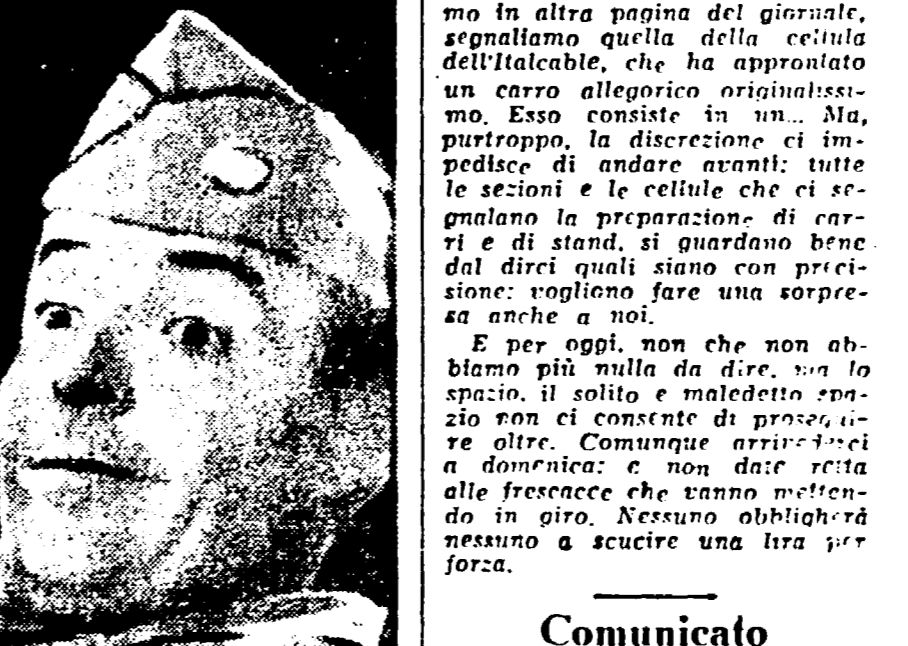 mo in altra pagina del giornale,
segnaliamo quella della cellula
dell'Italcable, che ha approntato
un carro allegorico originalissi-
mo. Esso consiste in un... Ma,
purtroppo, la discrezione ci im-
pedisce di andare avanti: tutte
le sezioni e le cellule che ci se-
gnalano la preparazione di car-
ri e di stand, si guardano bene
dal dirci quali siano con preci-
sione: vogliono fare una sorpre-
sa anche a noi.
E per oggi, non che non ab-
biamo più nulla da dire, ma lo
spazio, il solito e maledetto spa-
zio non ci consente di prosegui-
re oltre. Comunque arrivederci
a domenica: e non date retta
alle frescacce che vanno metten-
do in giro. Nessuno obbligherà
nessuno a scucire una lira per
forza.
Comunicato